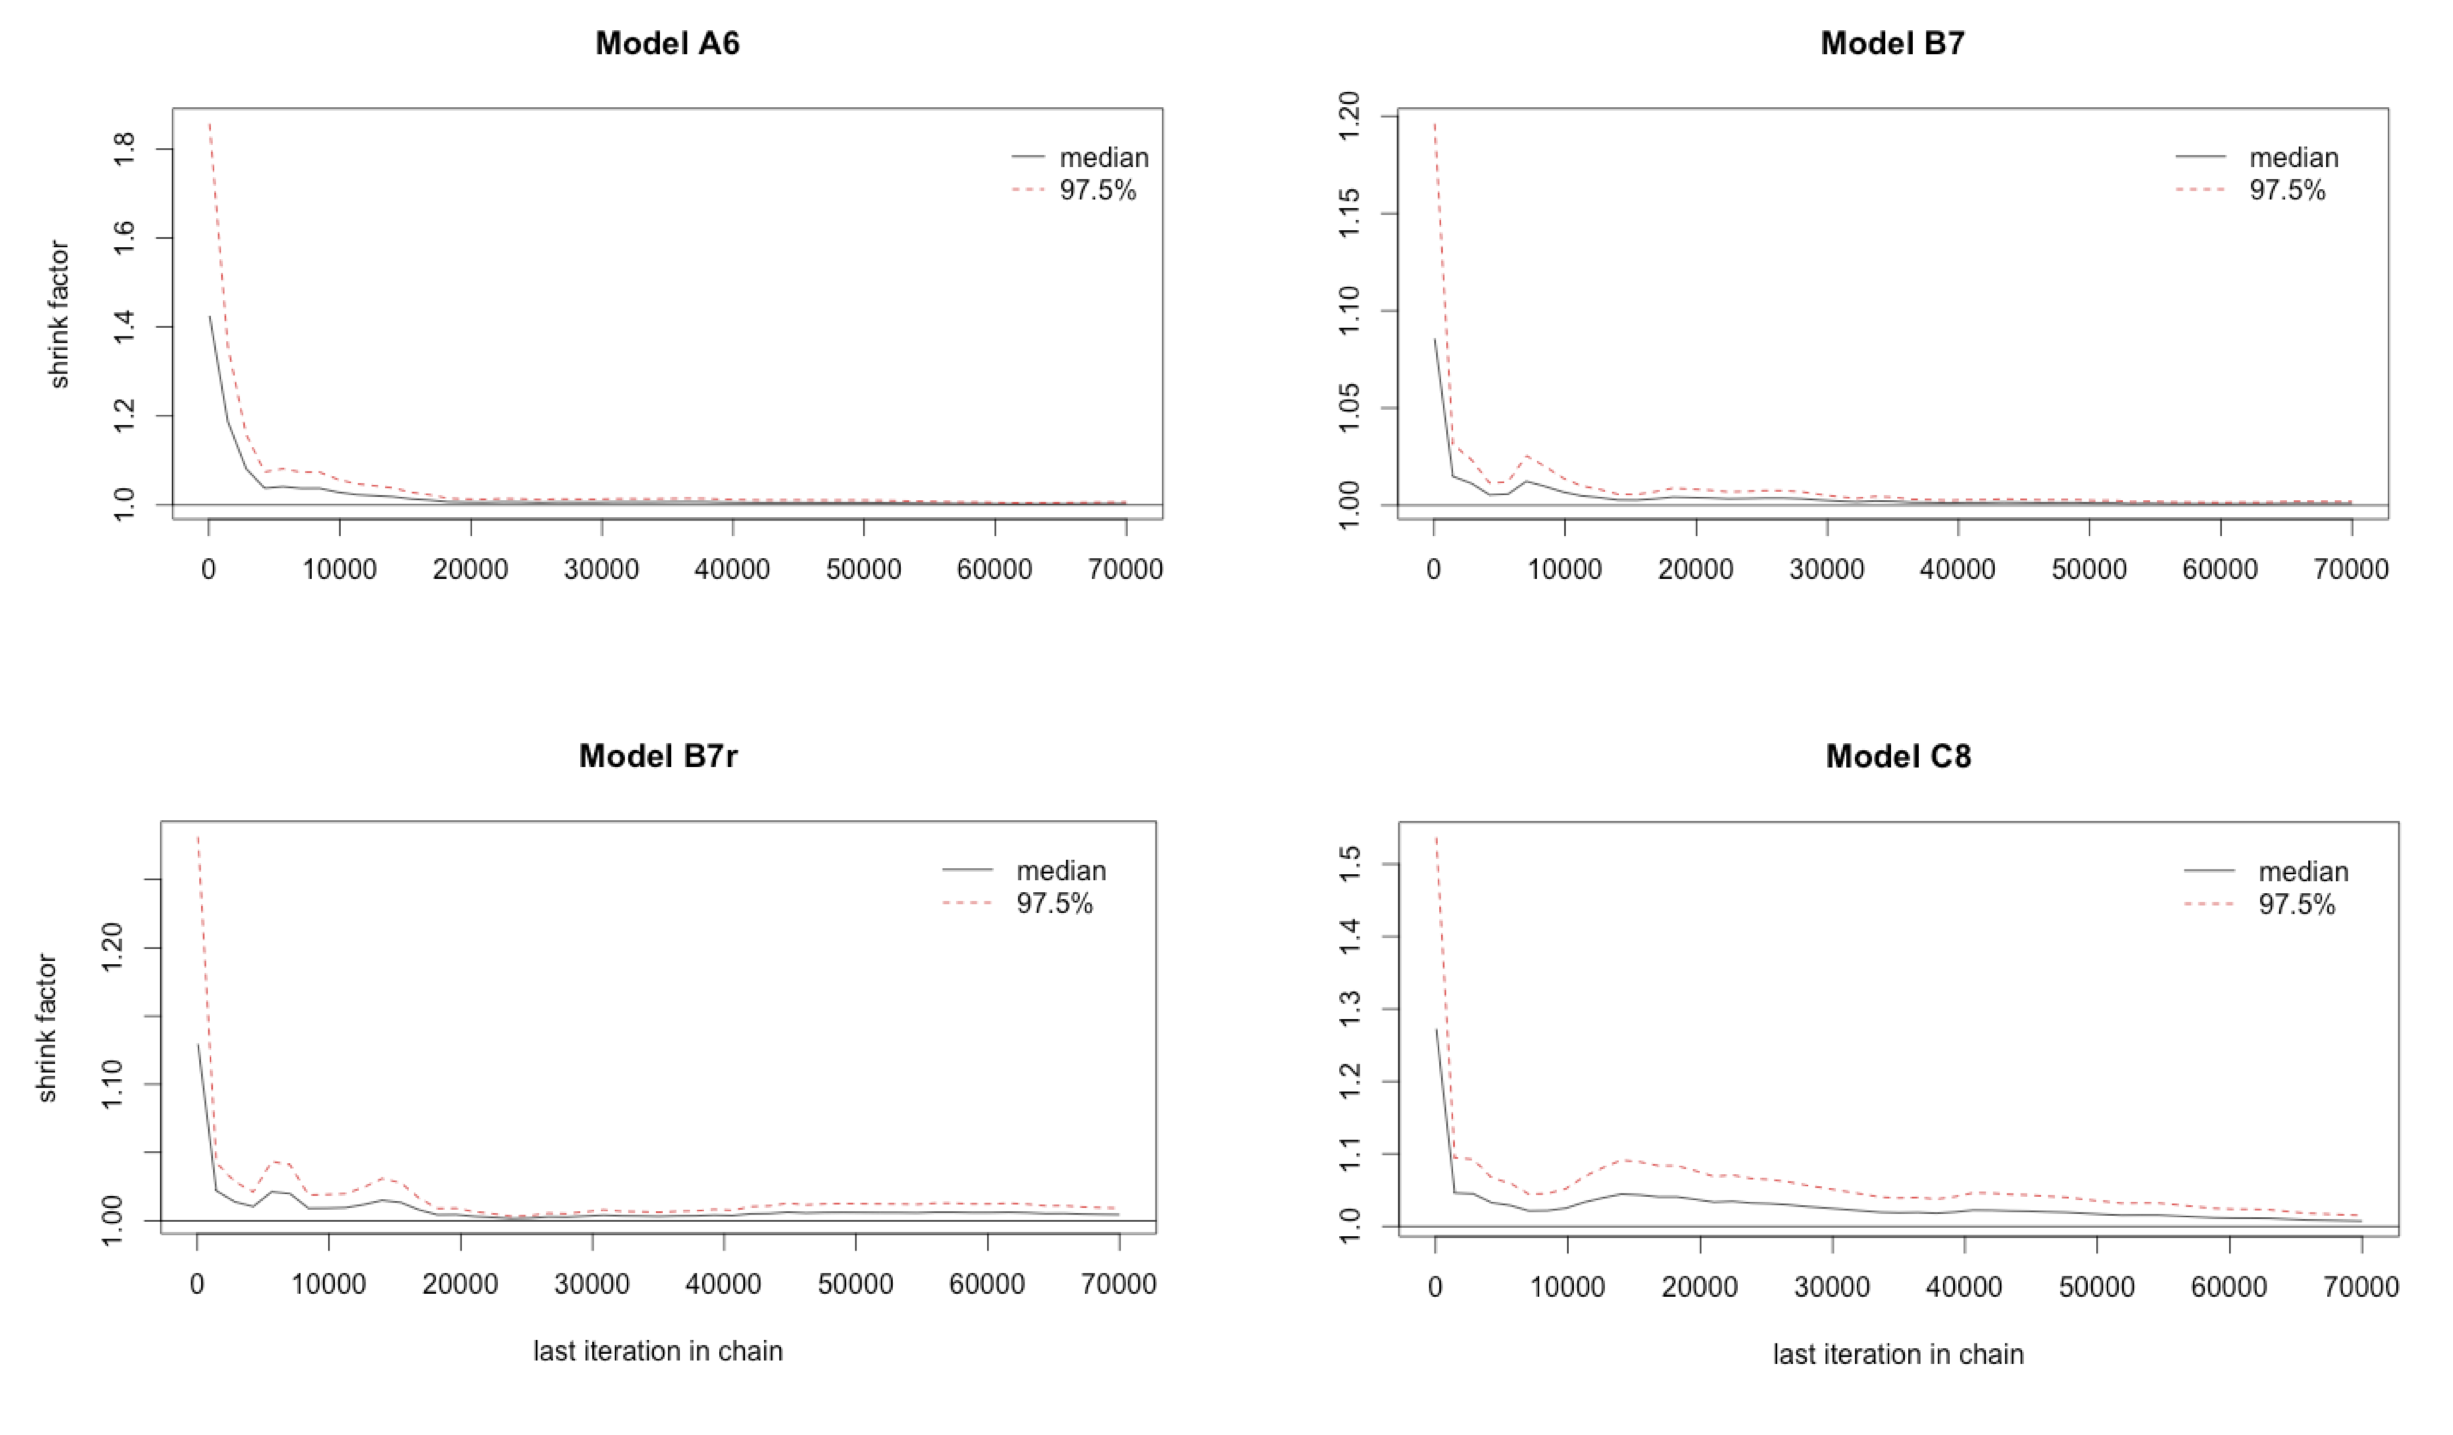 Model A6
shrink factor
1.0 1.2 1.4 1.6 1.8
median
97.5%
0 10000 20000 30000 40000 50000 60000 70000
Model B7
1.00 1.05 1.10 1.15 1.20
median
97.5%
0 10000 20000 30000 40000 50000 60000 70000
Model B7r
shrink factor
1.00 1.10 1.20
median
97.5%
0 10000 20000 30000 40000 50000 60000 70000
last iteration in chain
Model C8
1.0 1.1 1.2 1.3 1.4 1.5
median
97.5%
0 10000 20000 30000 40000 50000 60000 70000
last iteration in chain